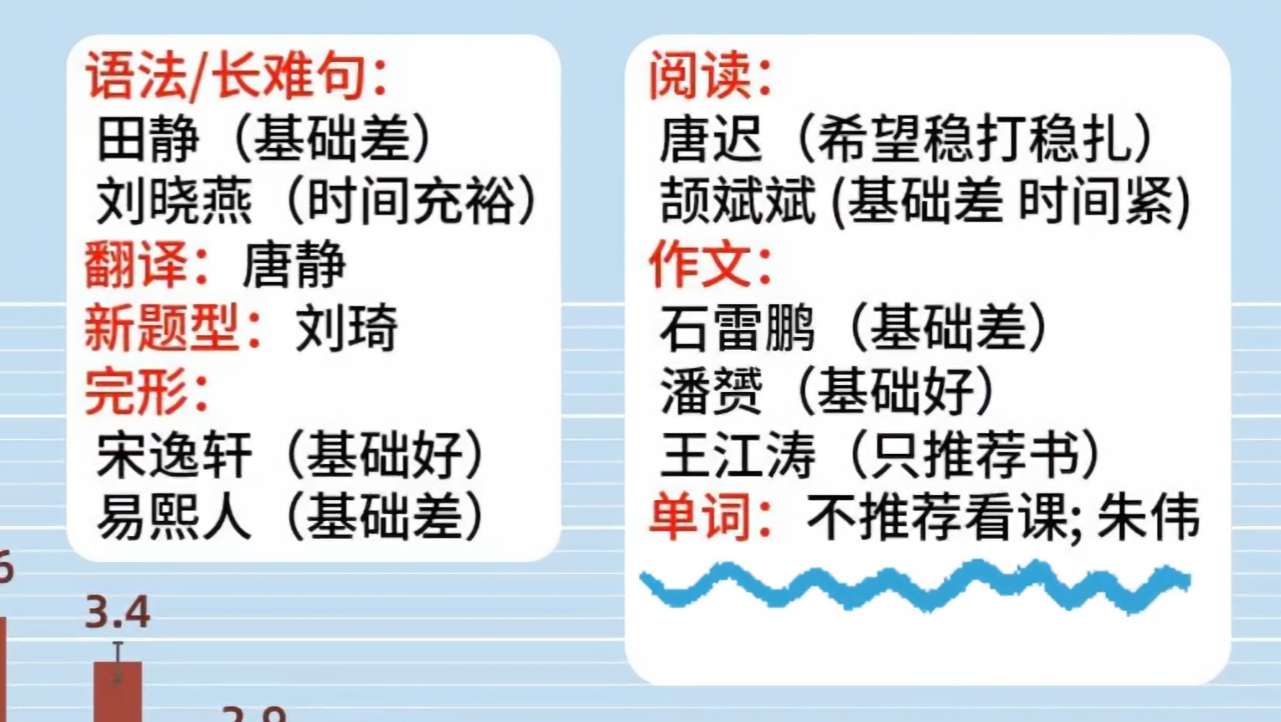 语法/长难句：
田静（基础差）
刘晓燕（时间充裕）
翻译：唐静
新题型：刘琦
完形：
宋逸轩（基础好）
易熙人（基础差）
阅读：
唐迟（希望稳打稳扎）
颉斌斌 (基础差 时间紧)
作文：
石雷鹏（基础差）
潘赟（基础好）
王江涛（只推荐书）
单词：不推荐看课; 朱伟
6
3.4
2.9